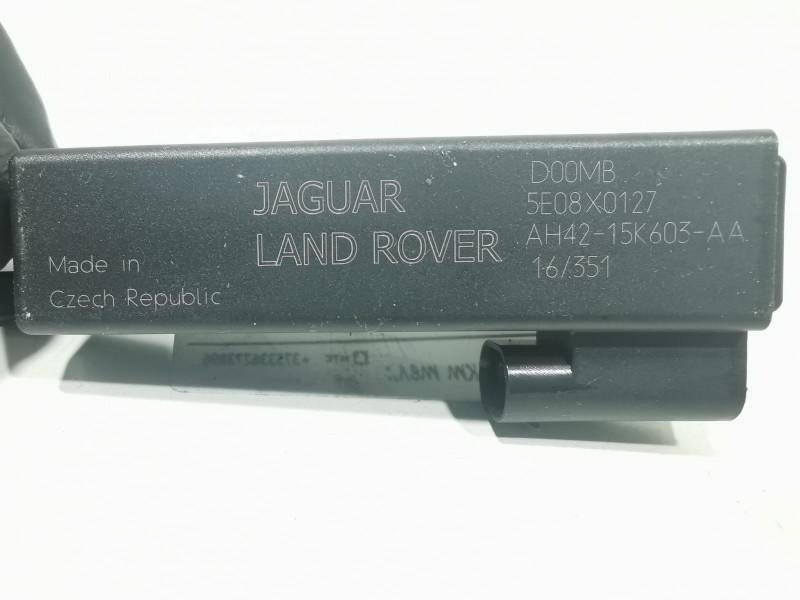 JAGUAR
LAND ROVER
Made in
Czech Republic
D00MB
5E08X0127
AH42-15K603-AA
16/351